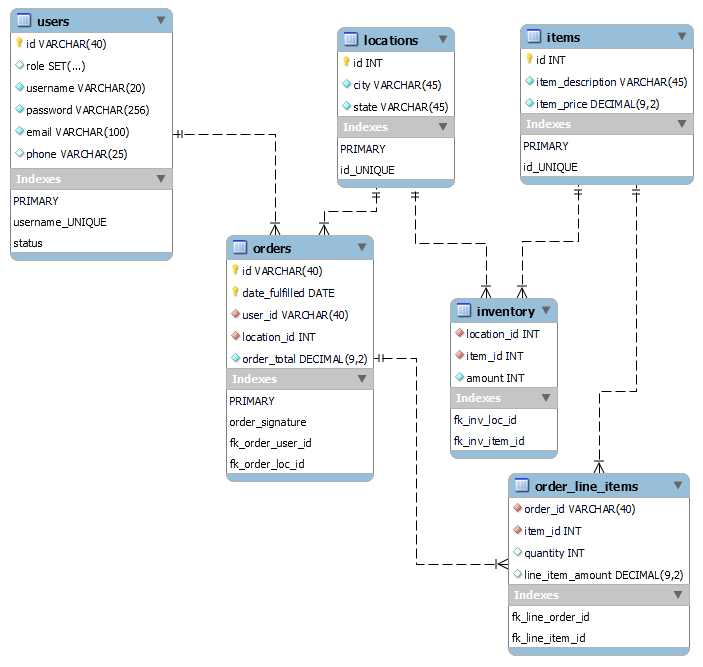 users
id VARCHAR(40)
role SET(...)
username VARCHAR(20)
password VARCHAR(256)
email VARCHAR(100)
phone VARCHAR(25)
Indexes
PRIMARY
username_UNIQUE
status
locations
id INT
city VARCHAR(45)
state VARCHAR(45)
Indexes
PRIMARY
id_UNIQUE
items
id INT
item_description VARCHAR(45)
item_price DECIMAL(9,2)
Indexes
PRIMARY
id_UNIQUE
orders
id VARCHAR(40)
date_fulfilled DATE
user_id VARCHAR(40)
location_id INT
order_total DECIMAL(9,2)
Indexes
PRIMARY
order_signature
fk_order_user_id
fk_order_loc_id
inventory
location_id INT
item_id INT
amount INT
Indexes
fk_inv_loc_id
fk_inv_item_id
order_line_items
order_id VARCHAR(40)
item_id INT
quantity INT
line_item_amount DECIMAL(9,2)
Indexes
fk_line_order_id
fk_line_item_id